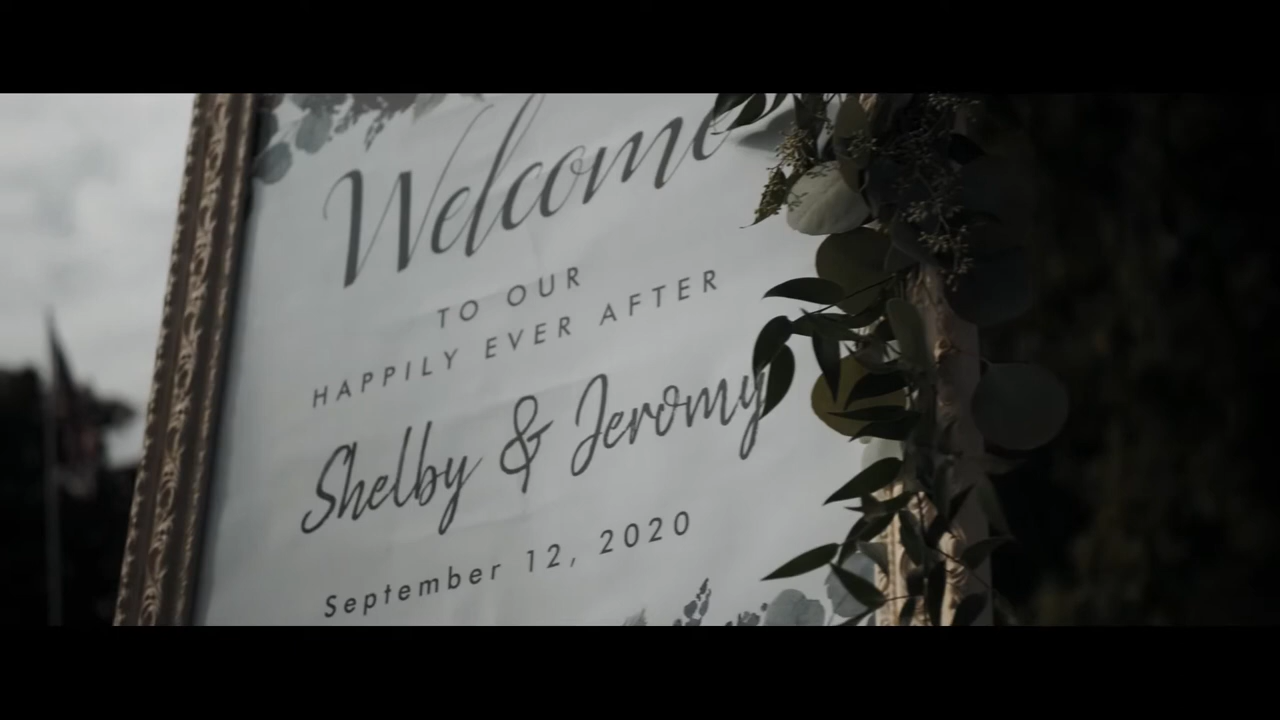 Welcome
TO OUR
HAPPILY EVER AFTER
Shelby & Jeromy
September 12, 2020